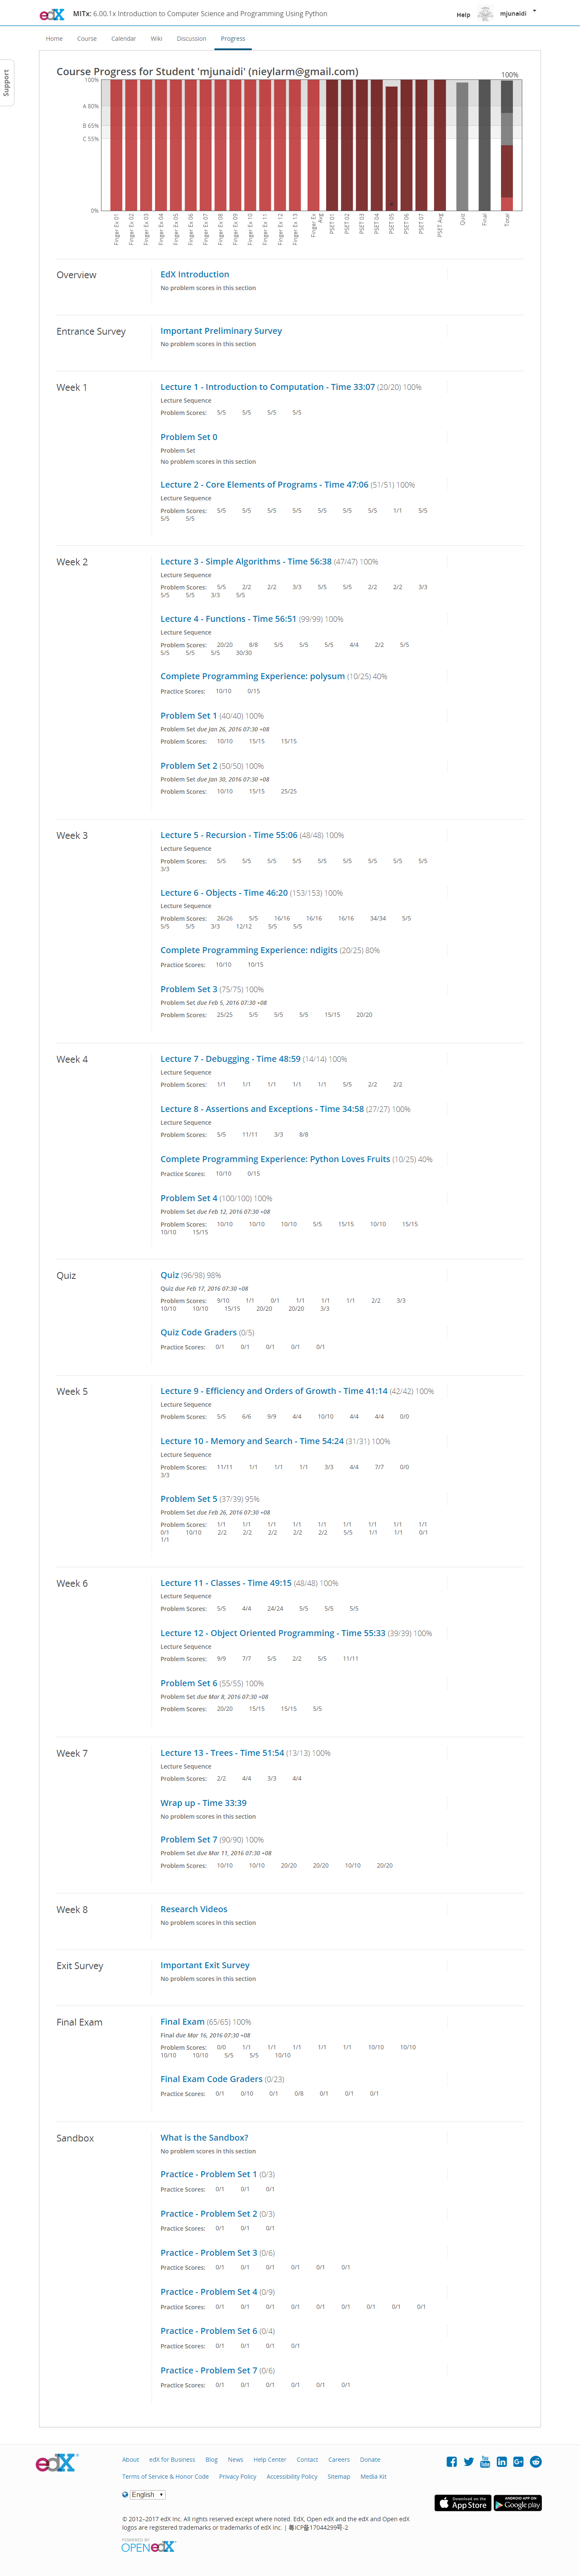 edX MITx: 6.00.1x Introduction to Computer Science and Programming Using Python Help mjunaidi
Home Course Calendar Wiki Discussion Progress
Support
Course Progress for Student 'mjunaidi' (nieylarm@gmail.com)
100%
100%
A 80%
B 65%
C 55%
0%
Finger Ex 01
Finger Ex 02
Finger Ex 03
Finger Ex 04
Finger Ex 05
Finger Ex 06
Finger Ex 07
Finger Ex 08
Finger Ex 09
Finger Ex 10
Finger Ex 11
Finger Ex 12
Finger Ex 13
Finger Ex Avg
PSET 01
PSET 02
PSET 03
PSET 04
PSET 05
PSET 06
PSET 07
PSET Avg
Quiz
Final
Total
Overview
EdX Introduction
No problem scores in this section
Entrance Survey
Important Preliminary Survey
No problem scores in this section
Week 1
Lecture 1 - Introduction to Computation - Time 33:07 (20/20) 100%
Lecture Sequence
Problem Scores: 5/5 5/5 5/5 5/5
Problem Set 0
Problem Set
No problem scores in this section
Lecture 2 - Core Elements of Programs - Time 47:06 (51/51) 100%
Lecture Sequence
Problem Scores: 5/5 5/5 5/5 5/5 5/5 5/5 5/5 1/1 5/5
5/5 5/5
Week 2
Lecture 3 - Simple Algorithms - Time 56:38 (47/47) 100%
Lecture Sequence
Problem Scores: 5/5 2/2 2/2 3/3 5/5 5/5 2/2 2/2 3/3
5/5 5/5 3/3 5/5
Lecture 4 - Functions - Time 56:51 (99/99) 100%
Lecture Sequence
Problem Scores: 20/20 8/8 5/5 5/5 5/5 4/4 2/2 5/5
5/5 5/5 5/5 30/30
Complete Programming Experience: polysum (10/25) 40%
Practice Scores: 10/10 0/15
Problem Set 1 (40/40) 100%
Problem Set due Jan 26, 2016 07:30 +08
Problem Scores: 10/10 15/15 15/15
Problem Set 2 (50/50) 100%
Problem Set due Jan 30, 2016 07:30 +08
Problem Scores: 10/10 15/15 25/25
Week 3
Lecture 5 - Recursion - Time 55:06 (48/48) 100%
Lecture Sequence
Problem Scores: 5/5 5/5 5/5 5/5 5/5 5/5 5/5 5/5 5/5
3/3
Lecture 6 - Objects - Time 46:20 (153/153) 100%
Lecture Sequence
Problem Scores: 26/26 5/5 16/16 16/16 16/16 34/34 5/5
5/5 5/5 3/3 12/12 5/5 5/5
Complete Programming Experience: ndigits (20/25) 80%
Practice Scores: 10/10 10/15
Problem Set 3 (75/75) 100%
Problem Set due Feb 5, 2016 07:30 +08
Problem Scores: 25/25 5/5 5/5 5/5 15/15 20/20
Week 4
Lecture 7 - Debugging - Time 48:59 (14/14) 100%
Lecture Sequence
Problem Scores: 1/1 1/1 1/1 1/1 1/1 5/5 2/2 2/2
Lecture 8 - Assertions and Exceptions - Time 34:58 (27/27) 100%
Lecture Sequence
Problem Scores: 5/5 11/11 3/3 8/8
Complete Programming Experience: Python Loves Fruits (10/25) 40%
Practice Scores: 10/10 0/15
Problem Set 4 (100/100) 100%
Problem Set due Feb 12, 2016 07:30 +08
Problem Scores: 10/10 10/10 10/10 5/5 15/15 10/10 15/15
10/10 15/15
Quiz
Quiz (96/98) 98%
Quiz due Feb 17, 2016 07:30 +08
Problem Scores: 9/10 1/1 0/1 1/1 1/1 1/1 2/2 3/3
10/10 10/10 15/15 20/20 20/20 3/3
Quiz Code Graders (0/5)
Practice Scores: 0/1 0/1 0/1 0/1 0/1
Week 5
Lecture 9 - Efficiency and Orders of Growth - Time 41:14 (42/42) 100%
Lecture Sequence
Problem Scores: 5/5 6/6 9/9 4/4 10/10 4/4 4/4 0/0
Lecture 10 - Memory and Search - Time 54:24 (31/31) 100%
Lecture Sequence
Problem Scores: 11/11 1/1 1/1 1/1 3/3 4/4 7/7 0/0
3/3
Problem Set 5 (37/39) 95%
Problem Set due Feb 26, 2016 07:30 +08
Problem Scores: 1/1 1/1 1/1 1/1 1/1 1/1 1/1 1/1 1/1
0/1 10/10 2/2 2/2 2/2 2/2 2/2 5/5 1/1 1/1 0/1
1/1
Week 6
Lecture 11 - Classes - Time 49:15 (48/48) 100%
Lecture Sequence
Problem Scores: 5/5 4/4 24/24 5/5 5/5 5/5
Lecture 12 - Object Oriented Programming - Time 55:33 (39/39) 100%
Lecture Sequence
Problem Scores: 9/9 7/7 5/5 2/2 5/5 11/11
Problem Set 6 (55/55) 100%
Problem Set due Mar 8, 2016 07:30 +08
Problem Scores: 20/20 15/15 15/15 5/5
Week 7
Lecture 13 - Trees - Time 51:54 (13/13) 100%
Lecture Sequence
Problem Scores: 2/2 4/4 3/3 4/4
Wrap up - Time 33:39
No problem scores in this section
Problem Set 7 (90/90) 100%
Problem Set due Mar 11, 2016 07:30 +08
Problem Scores: 10/10 10/10 20/20 20/20 10/10 20/20
Week 8
Research Videos
No problem scores in this section
Exit Survey
Important Exit Survey
No problem scores in this section
Final Exam
Final Exam (65/65) 100%
Final due Mar 16, 2016 07:30 +08
Problem Scores: 0/0 1/1 1/1 1/1 1/1 1/1 10/10 10/10
10/10 10/10 5/5 5/5 10/10
Final Exam Code Graders (0/23)
Practice Scores: 0/1 0/10 0/1 0/8 0/1 0/1 0/1
Sandbox
What is the Sandbox?
No problem scores in this section
Practice - Problem Set 1 (0/3)
Practice Scores: 0/1 0/1 0/1
Practice - Problem Set 2 (0/3)
Practice Scores: 0/1 0/1 0/1
Practice - Problem Set 3 (0/6)
Practice Scores: 0/1 0/1 0/1 0/1 0/1 0/1
Practice - Problem Set 4 (0/9)
Practice Scores: 0/1 0/1 0/1 0/1 0/1 0/1 0/1 0/1 0/1
Practice - Problem Set 6 (0/4)
Practice Scores: 0/1 0/1 0/1 0/1
Practice - Problem Set 7 (0/6)
Practice Scores: 0/1 0/1 0/1 0/1 0/1 0/1
edX About edX for Business Blog News Help Center Contact Careers Donate
Terms of Service & Honor Code Privacy Policy Accessibility Policy Sitemap Media Kit
English
Download on the App Store ANDROID APP ON Google play
© 2012–2017 edX Inc. All rights reserved except where noted. EdX, Open edX and the edX and Open edX
logos are registered trademarks or trademarks of edX Inc. | 粤ICP备17044299号-2
POWERED BY
OPEN edX